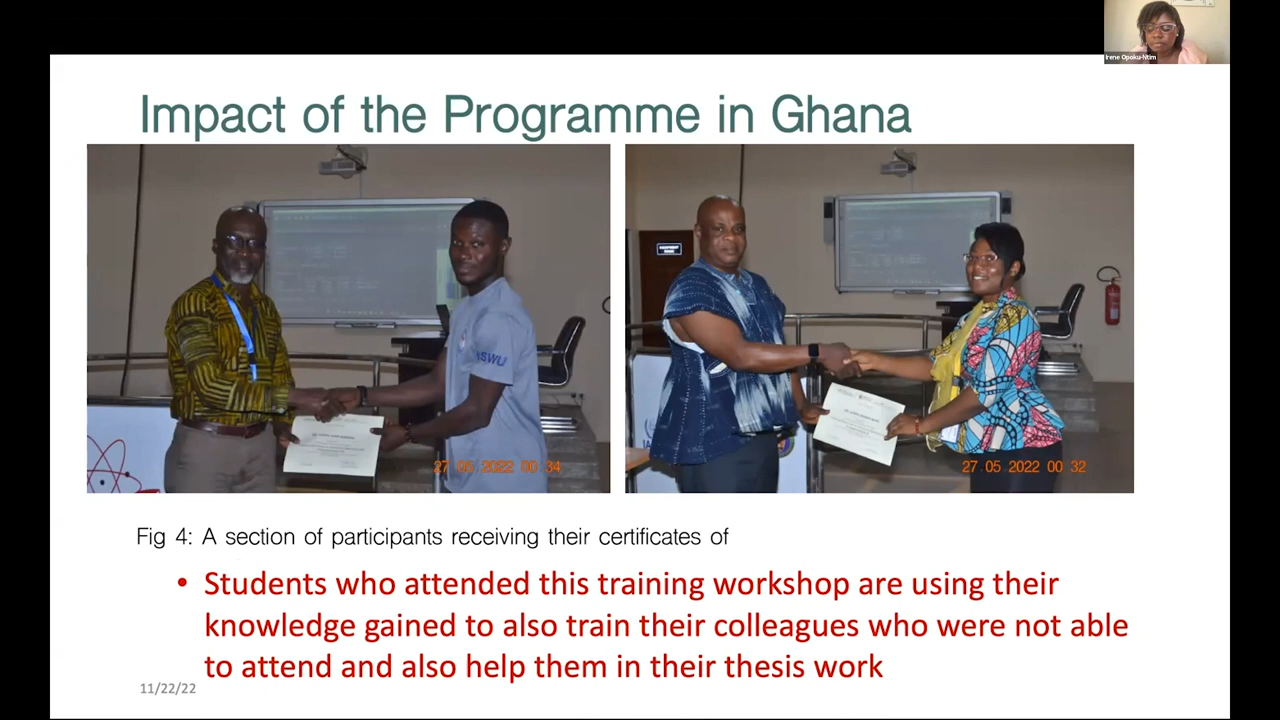 Irene Opoku-Ntim
Impact of the Programme in Ghana
27 05 2022 00 34
27 05 2022 00 32
Fig 4: A section of participants receiving their certificates of
• Students who attended this training workshop are using their
knowledge gained to also train their colleagues who were not able
to attend and also help them in their thesis work
11/22/22